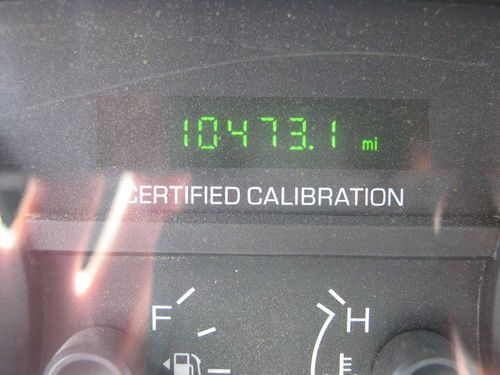 10473.1 mi
CERTIFIED CALIBRATION
F H